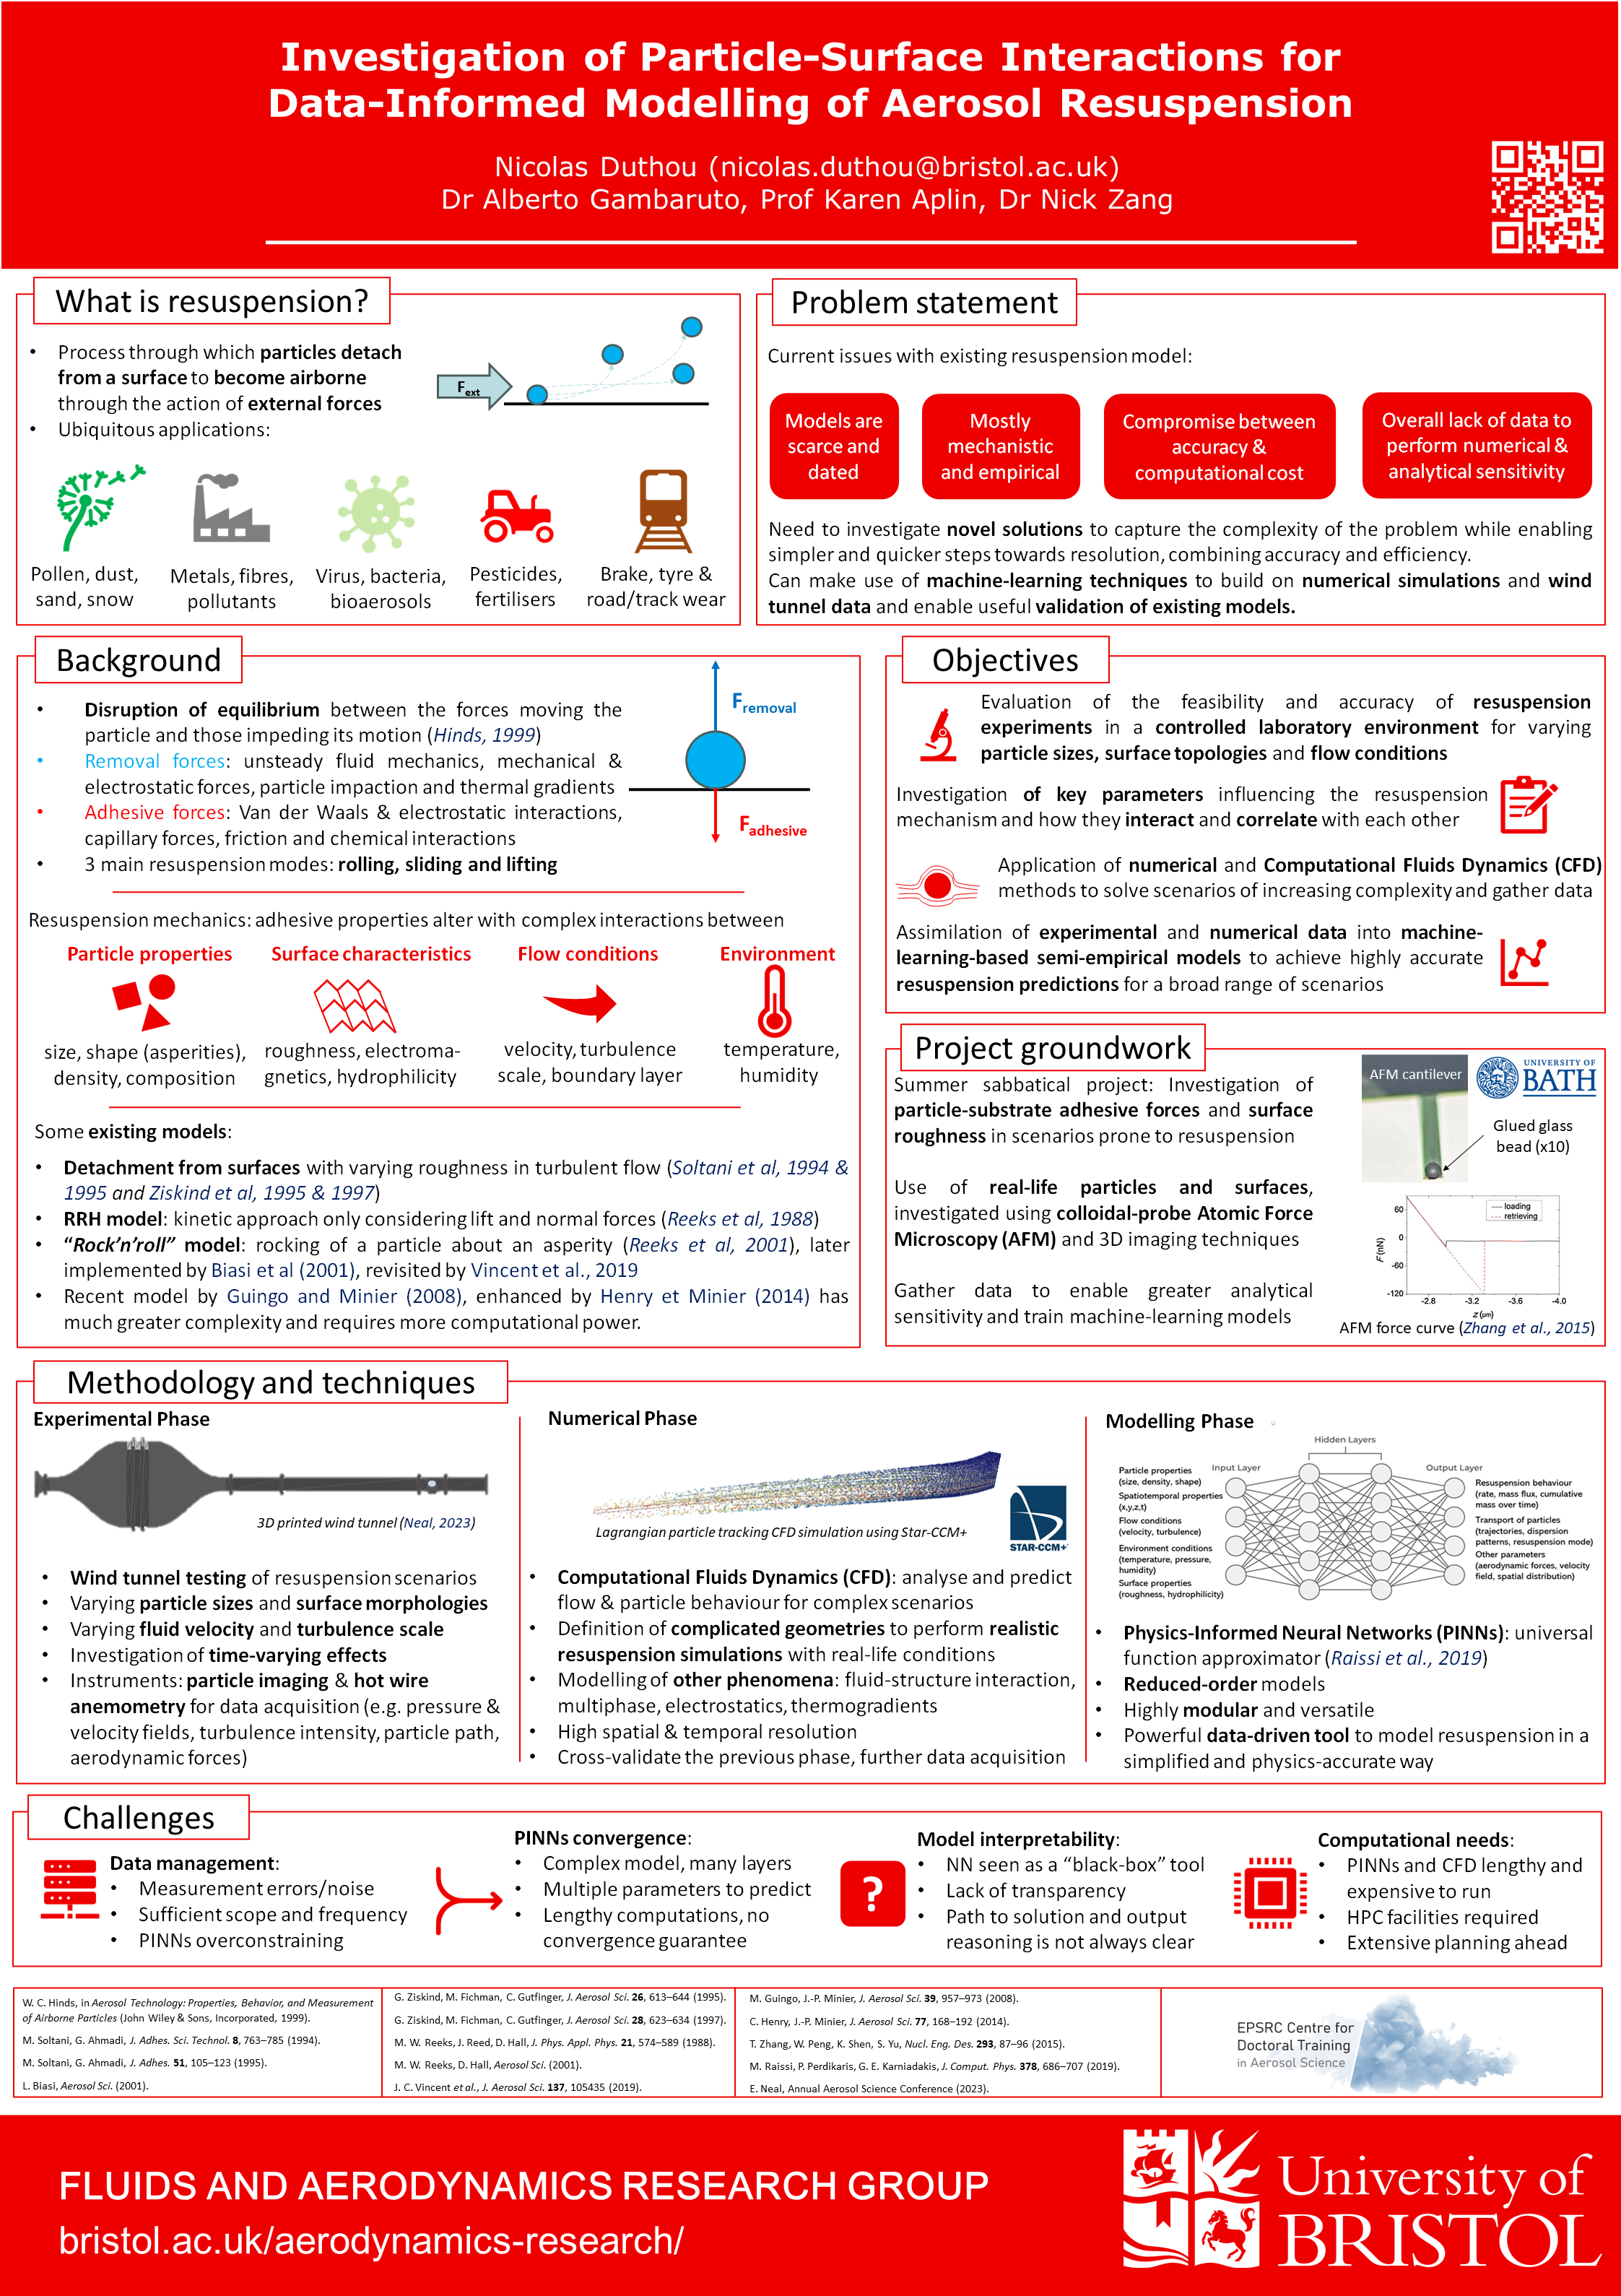 Investigation of Particle-Surface Interactions for
Data-Informed Modelling of Aerosol Resuspension
Nicolas Duthou (nicolas.duthou@bristol.ac.uk)
Dr Alberto Gambaruto, Prof Karen Aplin, Dr Nick Zang
What is resuspension?
• Process through which particles detach
from a surface to become airborne
through the action of external forces
• Ubiquitous applications:
Fext
Pollen, dust,
sand, snow
Metals, fibres,
pollutants
Virus, bacteria,
bioaerosols
Pesticides,
fertilisers
Brake, tyre &
road/track wear
Problem statement
Current issues with existing resuspension model:
Models are
scarce and
dated
Mostly
mechanistic
and empirical
Compromise between
accuracy &
computational cost
Overall lack of data to
perform numerical &
analytical sensitivity
Need to investigate novel solutions to capture the complexity of the problem while enabling
simpler and quicker steps towards resolution, combining accuracy and efficiency.
Can make use of machine-learning techniques to build on numerical simulations and wind
tunnel data and enable useful validation of existing models.
Background
• Disruption of equilibrium between the forces moving the
particle and those impeding its motion (Hinds, 1999)
• Removal forces: unsteady fluid mechanics, mechanical &
electrostatic forces, particle impaction and thermal gradients
• Adhesive forces: Van der Waals & electrostatic interactions,
capillary forces, friction and chemical interactions
• 3 main resuspension modes: rolling, sliding and lifting
Fremoval
Fadhesive
Resuspension mechanics: adhesive properties alter with complex interactions between
Particle properties
size, shape (asperities),
density, composition
Surface characteristics
roughness, electroma-
gnetics, hydrophilicity
Flow conditions
velocity, turbulence
scale, boundary layer
Environment
temperature,
humidity
Some existing models:
• Detachment from surfaces with varying roughness in turbulent flow (Soltani et al, 1994 &
1995 and Ziskind et al, 1995 & 1997)
• RRH model: kinetic approach only considering lift and normal forces (Reeks et al, 1988)
• “Rock’n’roll” model: rocking of a particle about an asperity (Reeks et al, 2001), later
implemented by Biasi et al (2001), revisited by Vincent et al., 2019
• Recent model by Guingo and Minier (2008), enhanced by Henry et Minier (2014) has
much greater complexity and requires more computational power.
Objectives
Evaluation of the feasibility and accuracy of resuspension
experiments in a controlled laboratory environment for varying
particle sizes, surface topologies and flow conditions
Investigation of key parameters influencing the resuspension
mechanism and how they interact and correlate with each other
Application of numerical and Computational Fluids Dynamics (CFD)
methods to solve scenarios of increasing complexity and gather data
Assimilation of experimental and numerical data into machine-
learning-based semi-empirical models to achieve highly accurate
resuspension predictions for a broad range of scenarios
Project groundwork
Summer sabbatical project: Investigation of
particle-substrate adhesive forces and surface
roughness in scenarios prone to resuspension
Use of real-life particles and surfaces,
investigated using colloidal-probe Atomic Force
Microscopy (AFM) and 3D imaging techniques
Gather data to enable greater analytical
sensitivity and train machine-learning models
AFM cantilever
UNIVERSITY OF
BATH
Glued glass
bead (x10)
loading
retrieving
60
0
-60
-120
F (nN)
-2.8 -3.2 -3.6 -4.0
z (μm)
AFM force curve (Zhang et al., 2015)
Methodology and techniques
Experimental Phase
3D printed wind tunnel (Neal, 2023)
• Wind tunnel testing of resuspension scenarios
• Varying particle sizes and surface morphologies
• Varying fluid velocity and turbulence scale
• Investigation of time-varying effects
• Instruments: particle imaging & hot wire
anemometry for data acquisition (e.g. pressure &
velocity fields, turbulence intensity, particle path,
aerodynamic forces)
Numerical Phase
Lagrangian particle tracking CFD simulation using Star-CCM+
STAR-CCM+
• Computational Fluids Dynamics (CFD): analyse and predict
flow & particle behaviour for complex scenarios
• Definition of complicated geometries to perform realistic
resuspension simulations with real-life conditions
• Modelling of other phenomena: fluid-structure interaction,
multiphase, electrostatics, thermogradients
• High spatial & temporal resolution
• Cross-validate the previous phase, further data acquisition
Modelling Phase
Hidden Layers
Input Layer
Output Layer
Particle properties
(size, density, shape)
Spatiotemporal properties
(x,y,z,t)
Flow conditions
(velocity, turbulence)
Environment conditions
(temperature, pressure,
humidity)
Surface properties
(roughness, hydrophilicity)
Resuspension behaviour
(rate, mass flux, cumulative
mass over time)
Transport of particles
(trajectories, dispersion
patterns, resuspension mode)
Other parameters
(aerodynamic forces, velocity
field, spatial distribution)
• Physics-Informed Neural Networks (PINNs): universal
function approximator (Raissi et al., 2019)
• Reduced-order models
• Highly modular and versatile
• Powerful data-driven tool to model resuspension in a
simplified and physics-accurate way
Challenges
Data management:
• Measurement errors/noise
• Sufficient scope and frequency
• PINNs overconstraining
PINNs convergence:
• Complex model, many layers
• Multiple parameters to predict
• Lengthy computations, no
convergence guarantee
?
Model interpretability:
• NN seen as a “black-box” tool
• Lack of transparency
• Path to solution and output
reasoning is not always clear
Computational needs:
• PINNs and CFD lengthy and
expensive to run
• HPC facilities required
• Extensive planning ahead
W. C. Hinds, in Aerosol Technology: Properties, Behavior, and Measurement
of Airborne Particles (John Wiley & Sons, Incorporated, 1999).
M. Soltani, G. Ahmadi, J. Adhes. Sci. Technol. 8, 763–785 (1994).
M. Soltani, G. Ahmadi, J. Adhes. 51, 105–123 (1995).
L. Biasi, Aerosol Sci. (2001).
G. Ziskind, M. Fichman, C. Gutfinger, J. Aerosol Sci. 26, 613–644 (1995).
G. Ziskind, M. Fichman, C. Gutfinger, J. Aerosol Sci. 28, 623–634 (1997).
M. W. Reeks, J. Reed, D. Hall, J. Phys. Appl. Phys. 21, 574–589 (1988).
M. W. Reeks, D. Hall, Aerosol Sci. (2001).
J. C. Vincent et al., J. Aerosol Sci. 137, 105435 (2019).
M. Guingo, J.-P. Minier, J. Aerosol Sci. 39, 957–973 (2008).
C. Henry, J.-P. Minier, J. Aerosol Sci. 77, 168–192 (2014).
T. Zhang, W. Peng, K. Shen, S. Yu, Nucl. Eng. Des. 293, 87–96 (2015).
M. Raissi, P. Perdikaris, G. E. Karniadakis, J. Comput. Phys. 378, 686–707 (2019).
E. Neal, Annual Aerosol Science Conference (2023).
EPSRC Centre for
Doctoral Training
in Aerosol Science
FLUIDS AND AERODYNAMICS RESEARCH GROUP
bristol.ac.uk/aerodynamics-research/
University of
BRISTOL